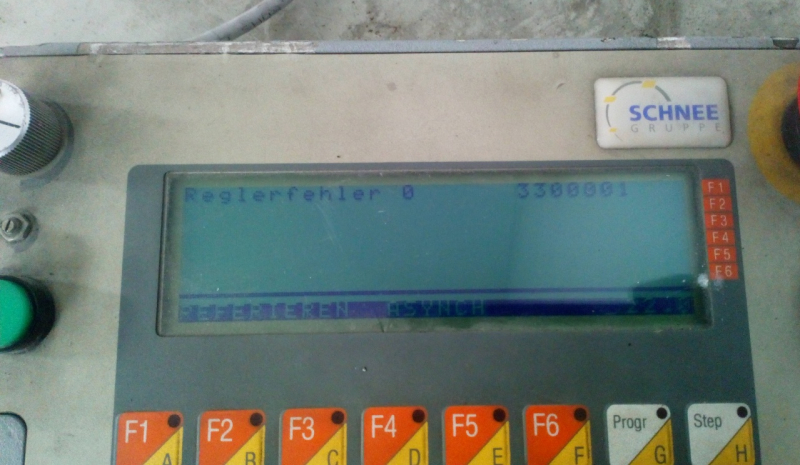 SCHNEE
GRUPPE
Reglerfehler 0 3300001
F1
F2
F3
F4
F5
F6
REFERIEREN ASYNCH
F1 F2 F3 F4 F5 F6 Progr Step
A B C D E F G H